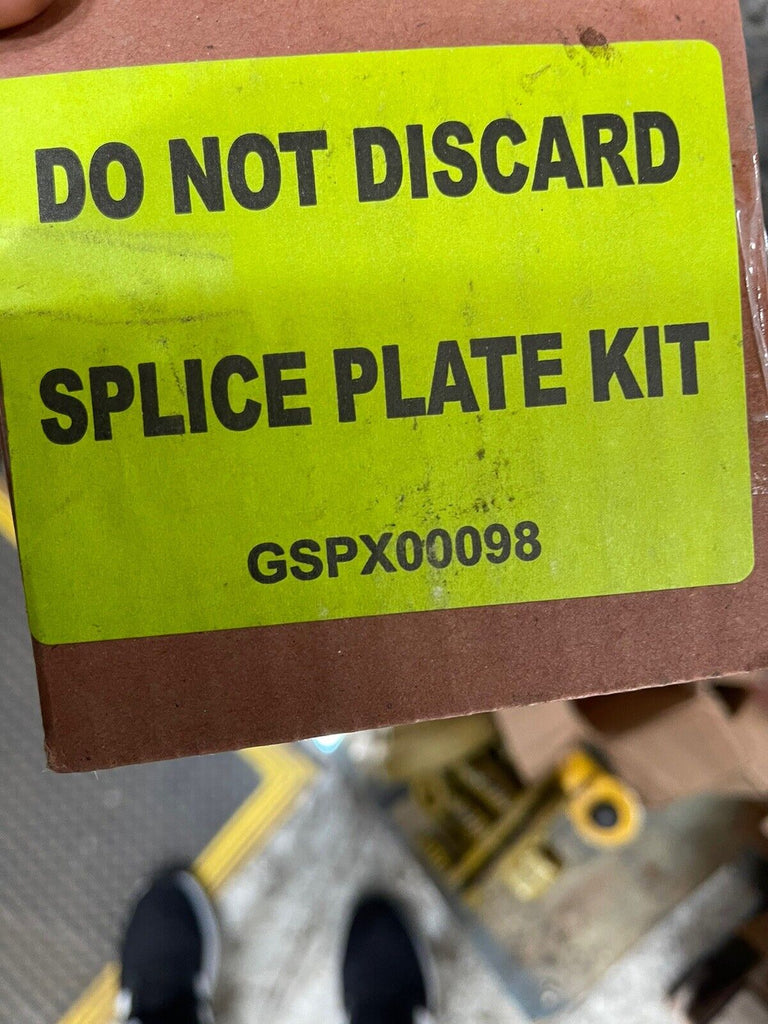 DO NOT DISCARD
SPLICE PLATE KIT
GSPX00098